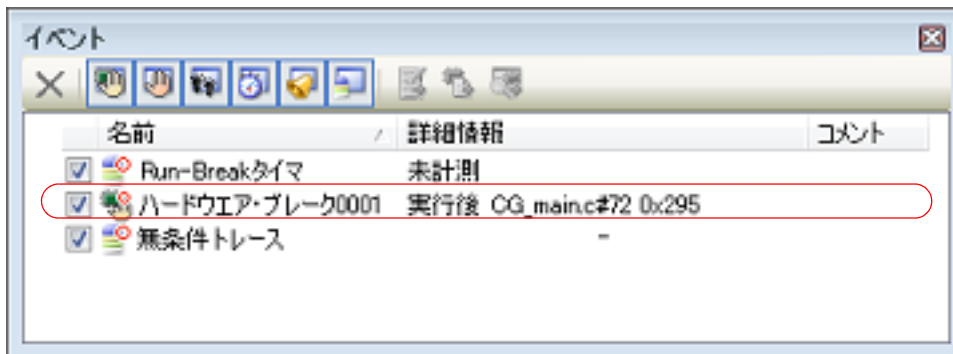 イベント
名前 詳細情報 コメント
Run-Breakタイマ 未計測
ハードウエア・ブレーク0001 実行後 CG_main.c#72 0x295
無条件トレース -